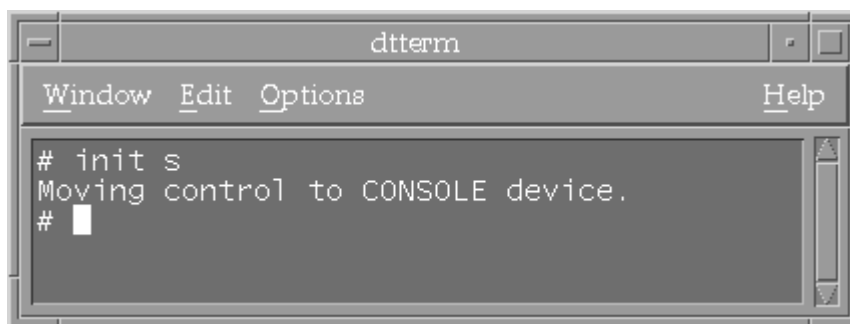 dtterm
Window Edit Options Help
# init s
Moving control to CONSOLE device.
#